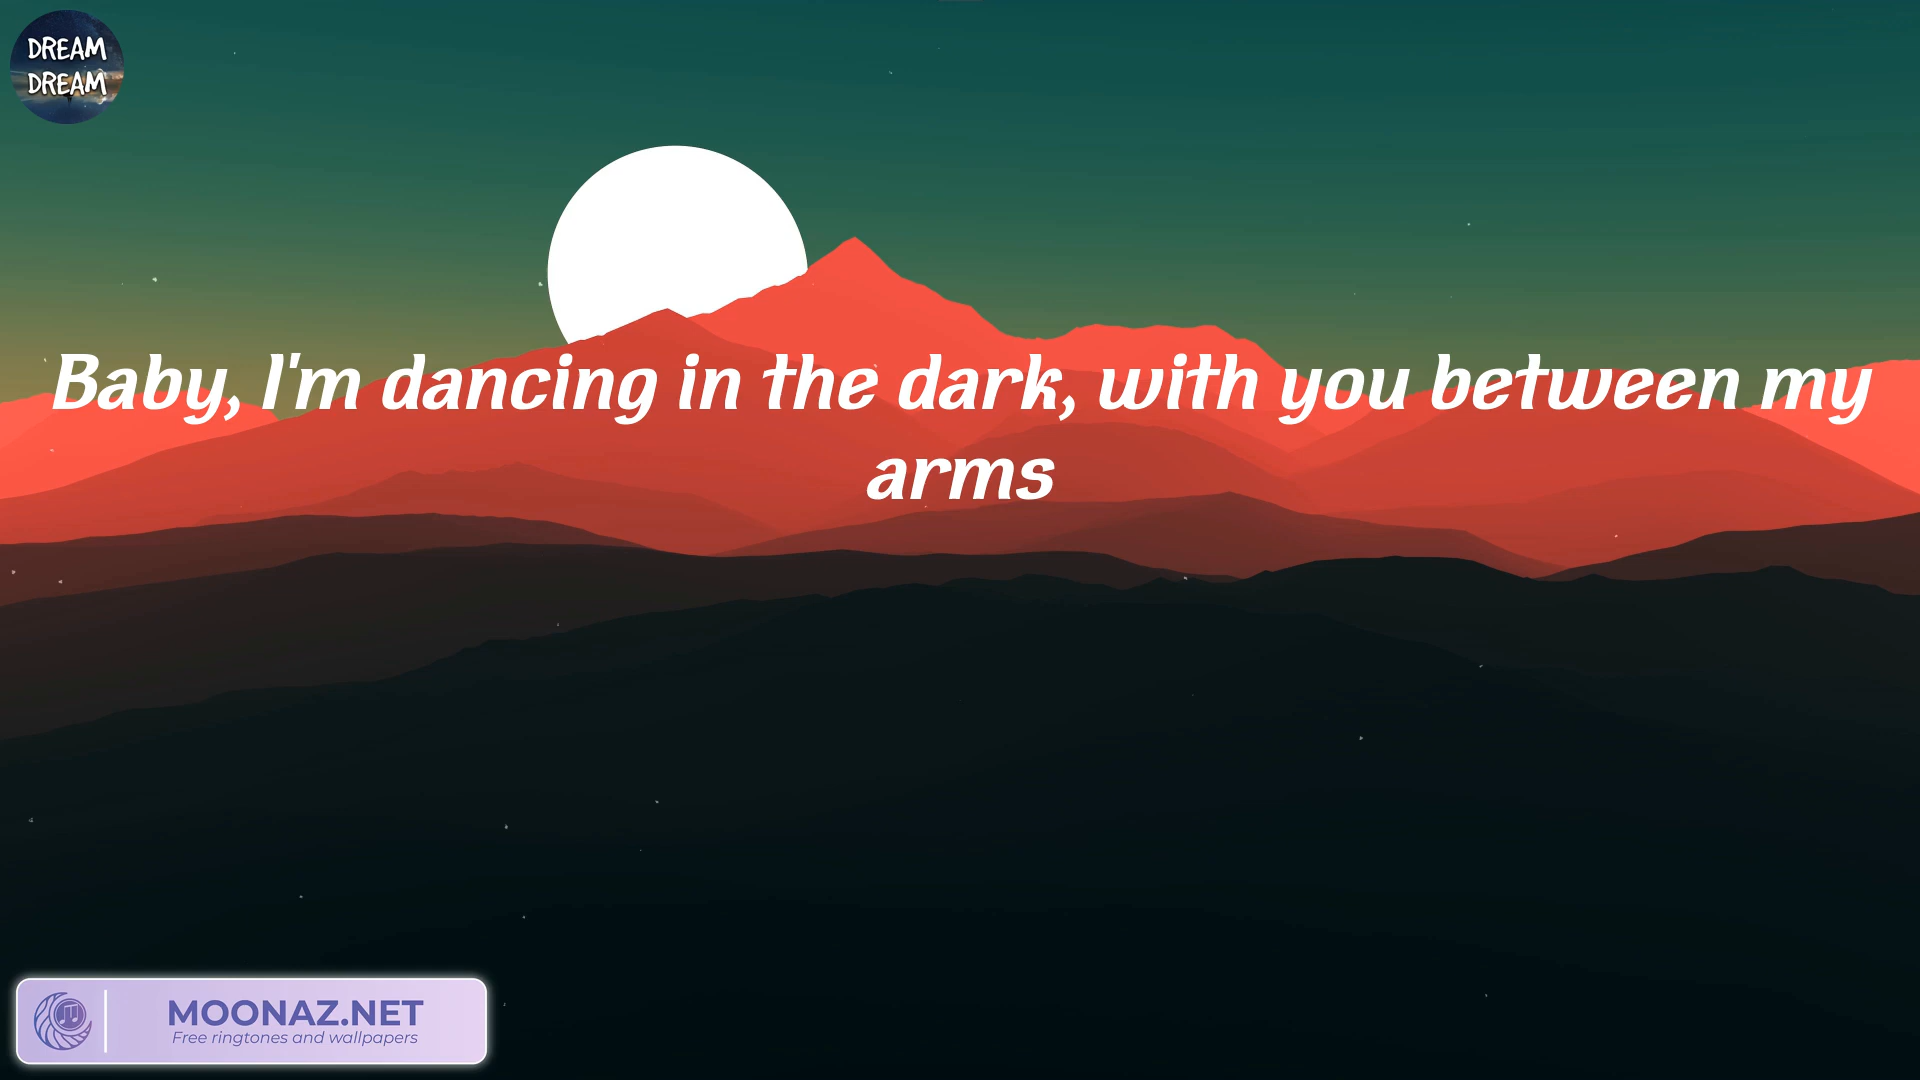 DREAM
DREAM
Baby, I'm dancing in the dark, with you between my
arms
MOONAZ.NET
Free ringtones and wallpapers